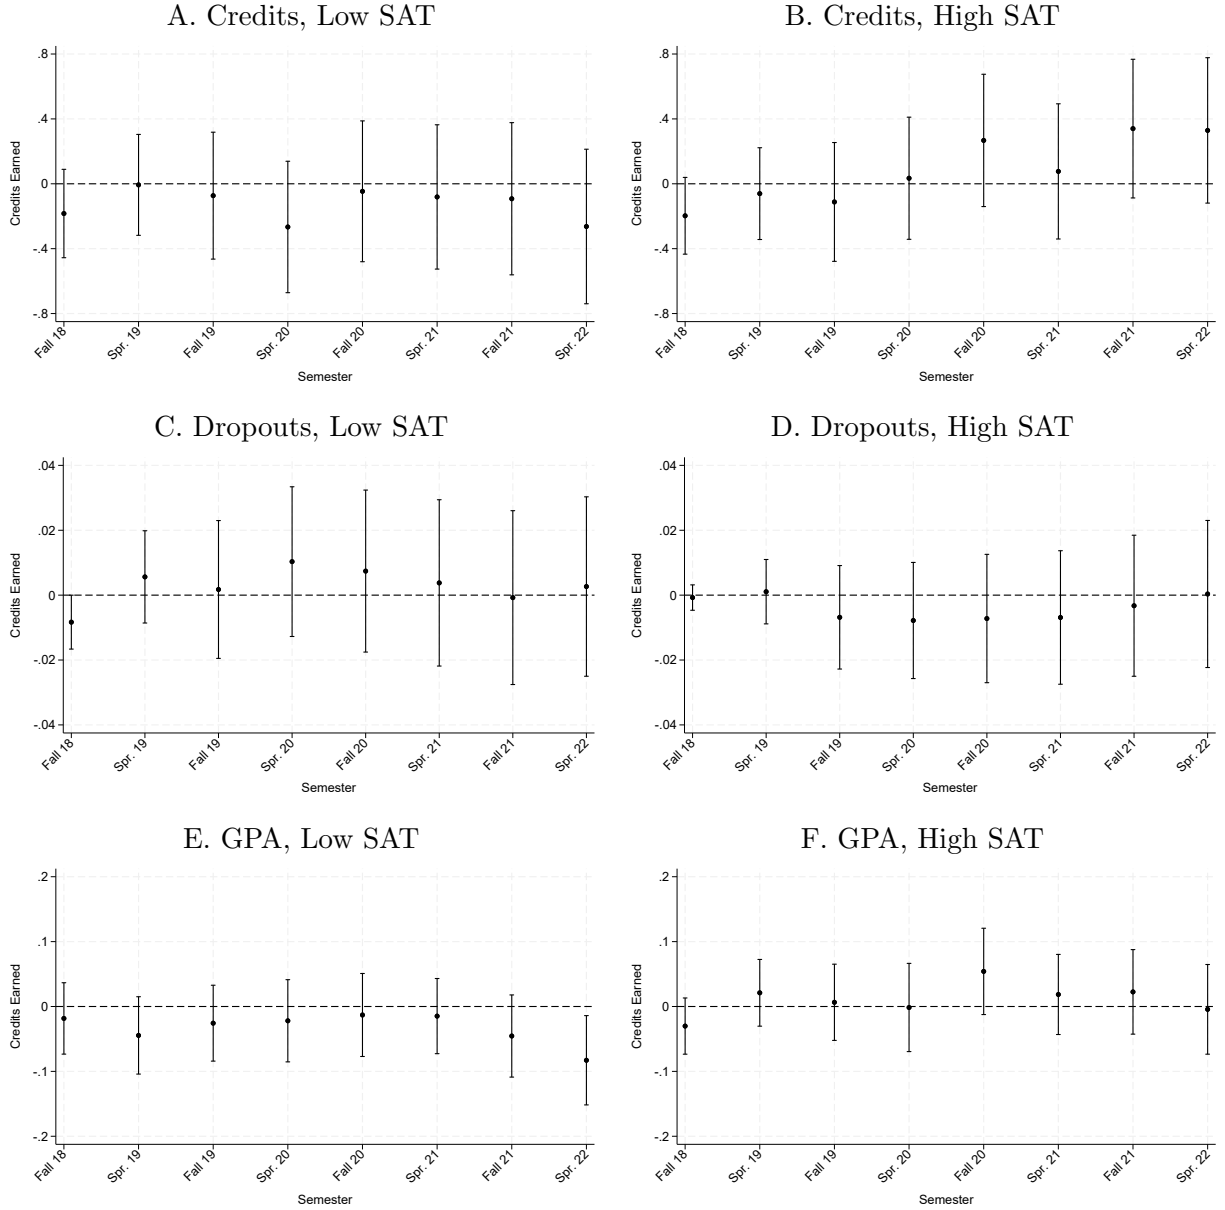 A. Credits, Low SAT
Credits Earned
.8
.4
0
-.4
-.8
Fall 18
Spr. 19
Fall 19
Spr. 20
Fall 20
Spr. 21
Fall 21
Spr. 22
Semester
B. Credits, High SAT
Credits Earned
.8
.4
0
-.4
-.8
Fall 18
Spr. 19
Fall 19
Spr. 20
Fall 20
Spr. 21
Fall 21
Spr. 22
Semester
C. Dropouts, Low SAT
Credits Earned
.04
.02
0
-.02
-.04
Fall 18
Spr. 19
Fall 19
Spr. 20
Fall 20
Spr. 21
Fall 21
Spr. 22
Semester
D. Dropouts, High SAT
Credits Earned
.04
.02
0
-.02
-.04
Fall 18
Spr. 19
Fall 19
Spr. 20
Fall 20
Spr. 21
Fall 21
Spr. 22
Semester
E. GPA, Low SAT
Credits Earned
.2
.1
0
-.1
-.2
Fall 18
Spr. 19
Fall 19
Spr. 20
Fall 20
Spr. 21
Fall 21
Spr. 22
Semester
F. GPA, High SAT
Credits Earned
.2
.1
0
-.1
-.2
Fall 18
Spr. 19
Fall 19
Spr. 20
Fall 20
Spr. 21
Fall 21
Spr. 22
Semester